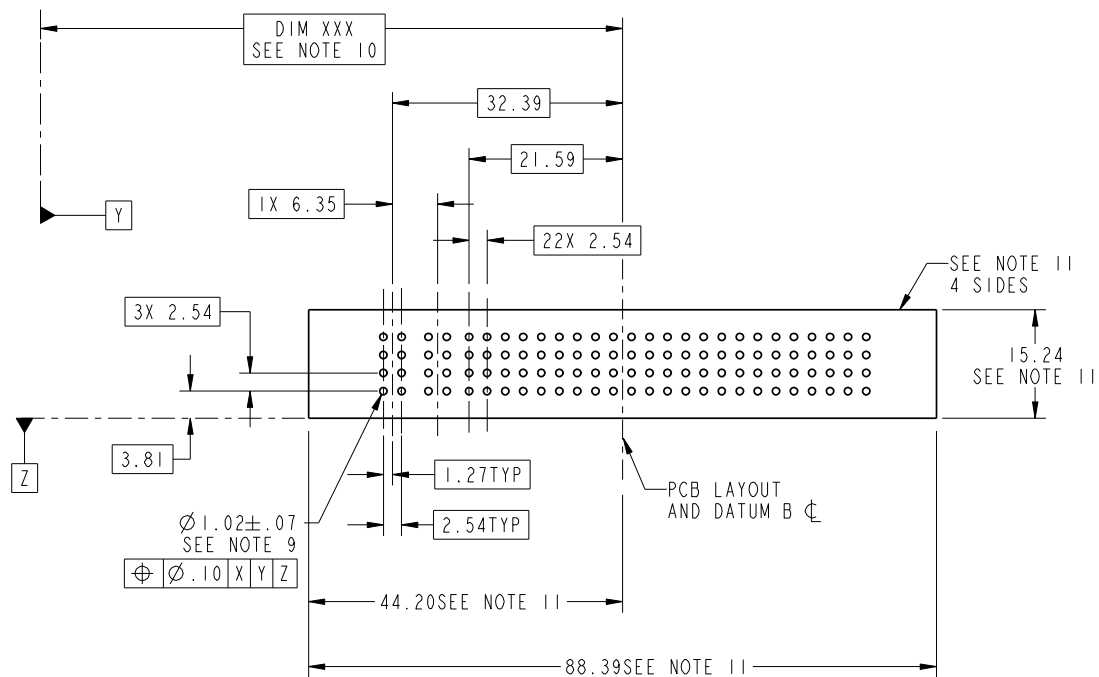 DIM XXX
SEE NOTE 10
32.39
21.59
1X 6.35
Y
22X 2.54
SEE NOTE 11
4 SIDES
3X 2.54
15.24
SEE NOTE 11
3.81
Z
1.27TYP
PCB LAYOUT
AND DATUM B ℄
Ø1.02±.07
SEE NOTE 9
2.54TYP
⌖ Ø.10 X Y Z
44.20SEE NOTE 11
88.39SEE NOTE 11